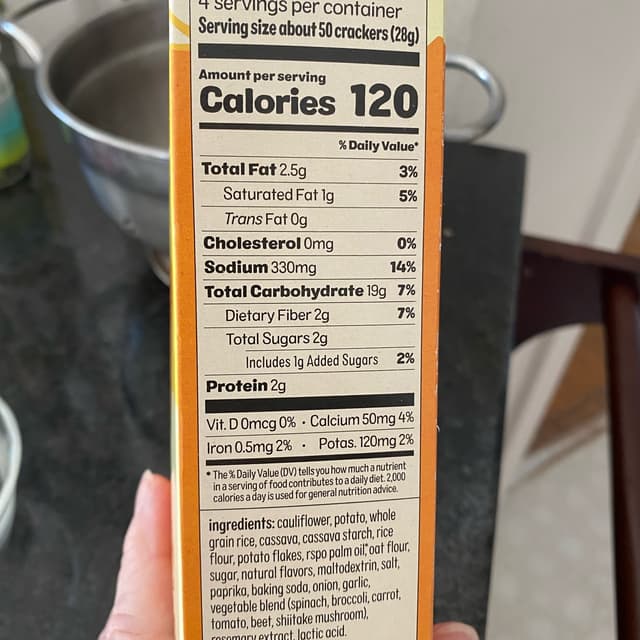 4 servings per container
Serving size about 50 crackers (28g)
Amount per serving
Calories 120
% Daily Value*
Total Fat 2.5g 3%
Saturated Fat 1g 5%
Trans Fat 0g
Cholesterol 0mg 0%
Sodium 330mg 14%
Total Carbohydrate 19g 7%
Dietary Fiber 2g 7%
Total Sugars 2g
Includes 1g Added Sugars 2%
Protein 2g
Vit. D 0mcg 0% • Calcium 50mg 4%
Iron 0.5mg 2% • Potas. 120mg 2%
* The % Daily Value (DV) tells you how much a nutrient
in a serving of food contributes to a daily diet. 2,000
calories a day is used for general nutrition advice.
ingredients: cauliflower, potato, whole
grain rice, cassava, cassava starch, rice
flour, potato flakes, rspo palm oil,* oat flour,
sugar, natural flavors, maltodextrin, salt,
paprika, baking soda, onion, garlic,
vegetable blend (spinach, broccoli, carrot,
tomato, beet, shiitake mushroom),
rosemary extract, lactic acid.